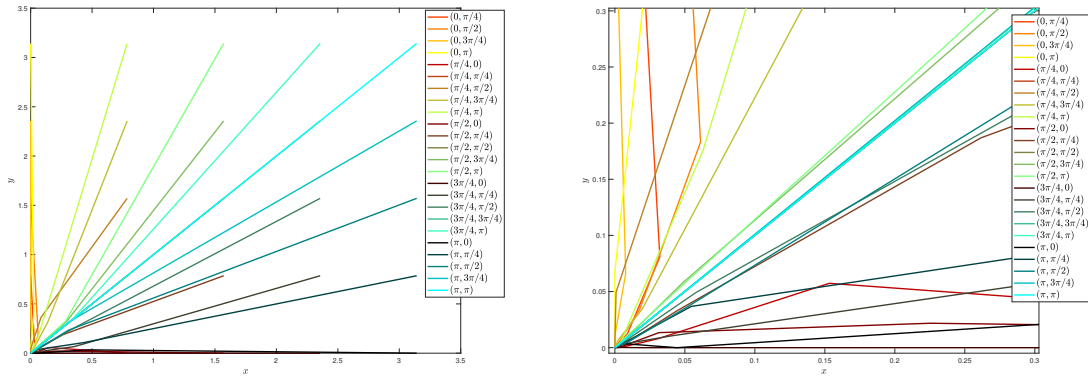 3.5
3
2.5
2
1.5
1
0.5
0
y
0
0.5
1
1.5
2
2.5
3
3.5
x
(0, π/4)
(0, π/2)
(0, 3π/4)
(0, π)
(π/4, 0)
(π/4, π/4)
(π/4, π/2)
(π/4, 3π/4)
(π/4, π)
(π/2, 0)
(π/2, π/4)
(π/2, π/2)
(π/2, 3π/4)
(π/2, π)
(3π/4, 0)
(3π/4, π/4)
(3π/4, π/2)
(3π/4, 3π/4)
(3π/4, π)
(π, 0)
(π, π/4)
(π, π/2)
(π, 3π/4)
(π, π)
0.3
0.25
0.2
0.15
0.1
0.05
0
y
0
0.05
0.1
0.15
0.2
0.25
0.3
x
(0, π/4)
(0, π/2)
(0, 3π/4)
(0, π)
(π/4, 0)
(π/4, π/4)
(π/4, π/2)
(π/4, 3π/4)
(π/4, π)
(π/2, 0)
(π/2, π/4)
(π/2, π/2)
(π/2, 3π/4)
(π/2, π)
(3π/4, 0)
(3π/4, π/4)
(3π/4, π/2)
(3π/4, 3π/4)
(3π/4, π)
(π, 0)
(π, π/4)
(π, π/2)
(π, 3π/4)
(π, π)